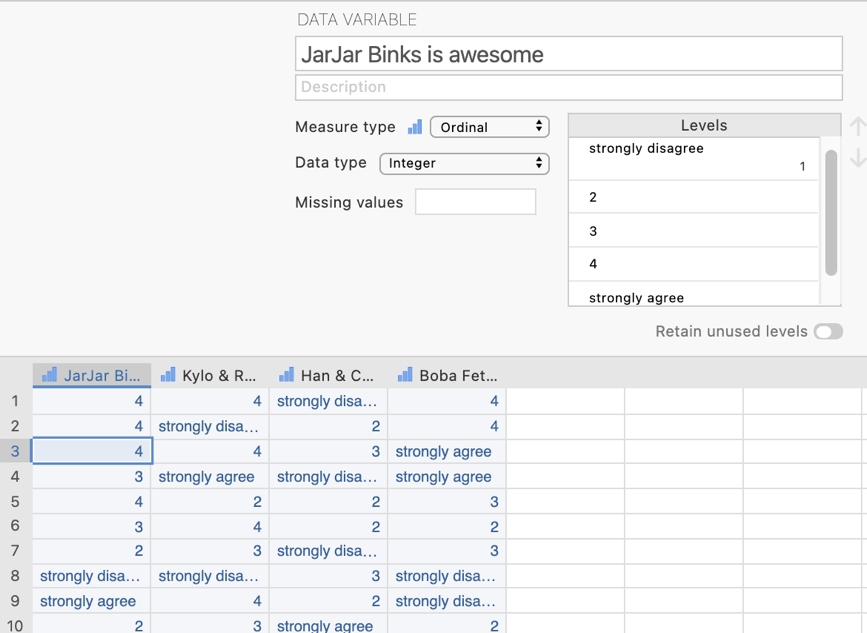 DATA VARIABLE
JarJar Binks is awesome
Description
Measure type Ordinal
Levels
strongly disagree
1
Data type Integer
2
Missing values
3
4
strongly agree
Retain unused levels
JarJar Bi... Kylo & R... Han & C... Boba Fet...
1 4 4 strongly disa... 4
2 4 strongly disa... 2 4
3 4 4 3 strongly agree
4 3 strongly agree strongly disa... strongly agree
5 4 2 2 3
6 3 4 2 2
7 2 3 strongly disa... 3
8 strongly disa... strongly disa... 3 strongly disa...
9 strongly agree 4 2 strongly disa...
10 2 3 strongly agree 2